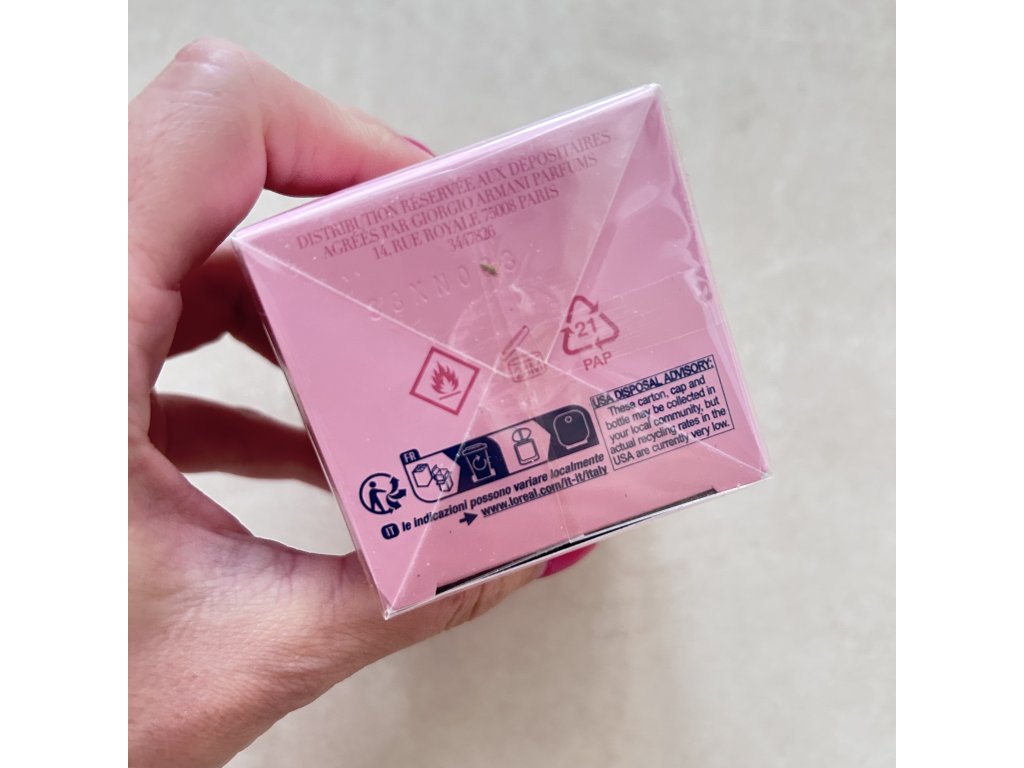 DISTRIBUTION RÉSERVÉE AUX DÉPOSITAIRES
AGRÉÉS PAR GIORGIO ARMANI PARFUMS
14, RUE ROYALE, 75008 PARIS
3447826
21
PAP
USA DISPOSAL ADVISORY:
These carton, cap and
bottle may be collected in
your local community, but
actual recycling rates in the
USA are currently very low.
FR
IT le indicazioni possono variare localmente
www.loreal.com/it-it/italy